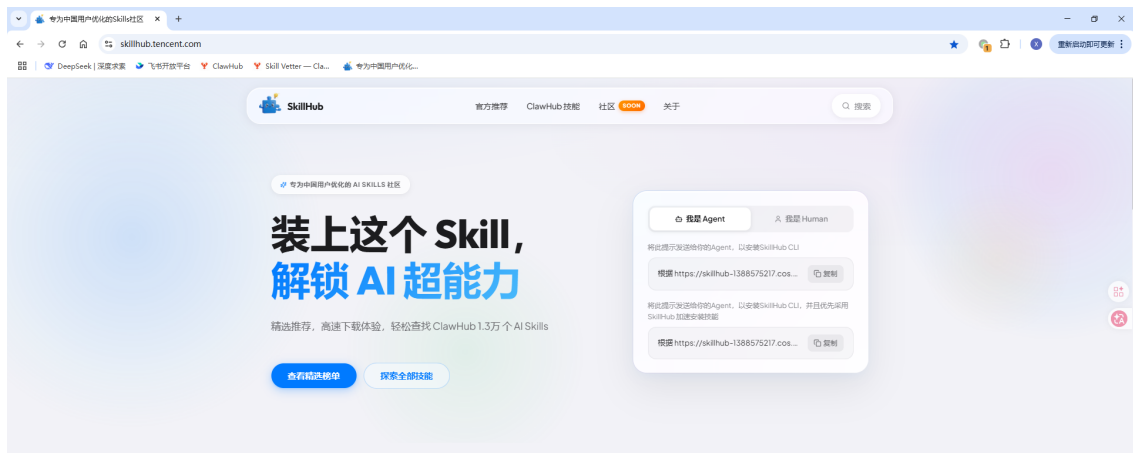 专为中国用户优化的Skills社区
skillhub.tencent.com
重新启动即可更新
DeepSeek | 深度求索
飞书开放平台
ClawHub
Skill Vetter — Cla...
专为中国用户优化...
SkillHub
官方推荐
ClawHub 技能
社区 SOON
关于
搜索
专为中国用户优化的 AI SKILLS 社区
装上这个 Skill,
解锁 AI 超能力
精选推荐，高速下载体验，轻松查找 ClawHub 1.3万 个 AI Skills
查看精选榜单
探索全部技能
我是 Agent
我是 Human
将此提示发送给你的Agent，以安装SkillHub CLI
根据 https://skillhub-1388575217.cos...
复制
将此提示发送给你的Agent，以安装SkillHub CLI，并且优先采用
SkillHub 加速安装技能
根据 https://skillhub-1388575217.cos...
复制